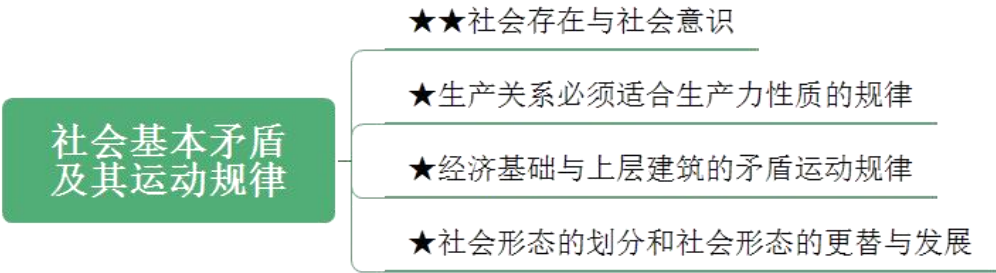 社会基本矛盾
及其运动规律
★★社会存在与社会意识
★生产关系必须适合生产力性质的规律
★经济基础与上层建筑的矛盾运动规律
★社会形态的划分和社会形态的更替与发展